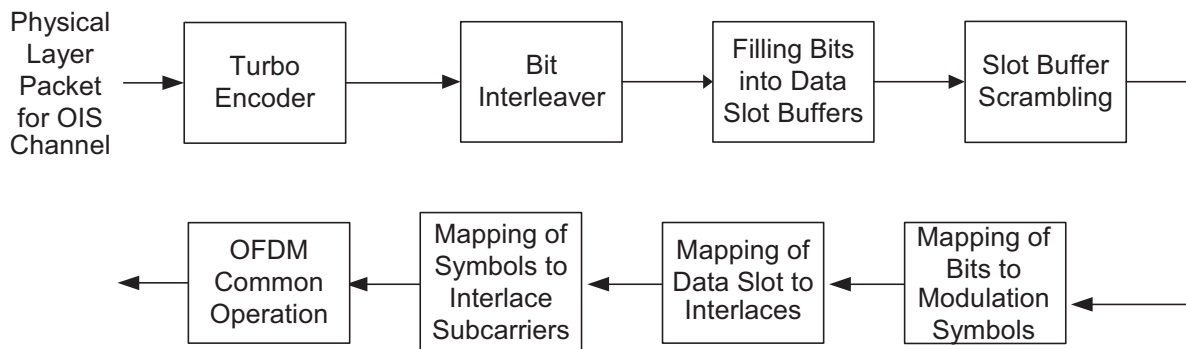 Physical
Layer
Packet
for OIS
Channel
Turbo
Encoder
Bit
Interleaver
Filling Bits
into Data
Slot Buffers
Slot Buffer
Scrambling
Mapping of
Bits to
Modulation
Symbols
Mapping of
Data Slot to
Interlaces
Mapping of
Symbols to
Interlace
Subcarriers
OFDM
Common
Operation